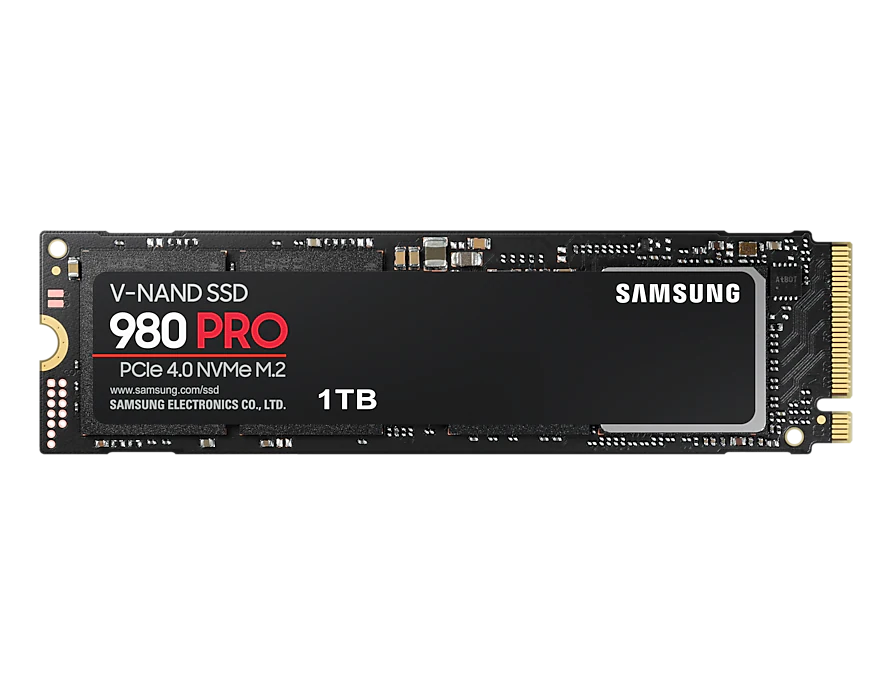 V-NAND SSD
980 PRO
PCIe 4.0 NVMe M.2
www.samsung.com/ssd
SAMSUNG ELECTRONICS CO., LTD.
1TB
SAMSUNG